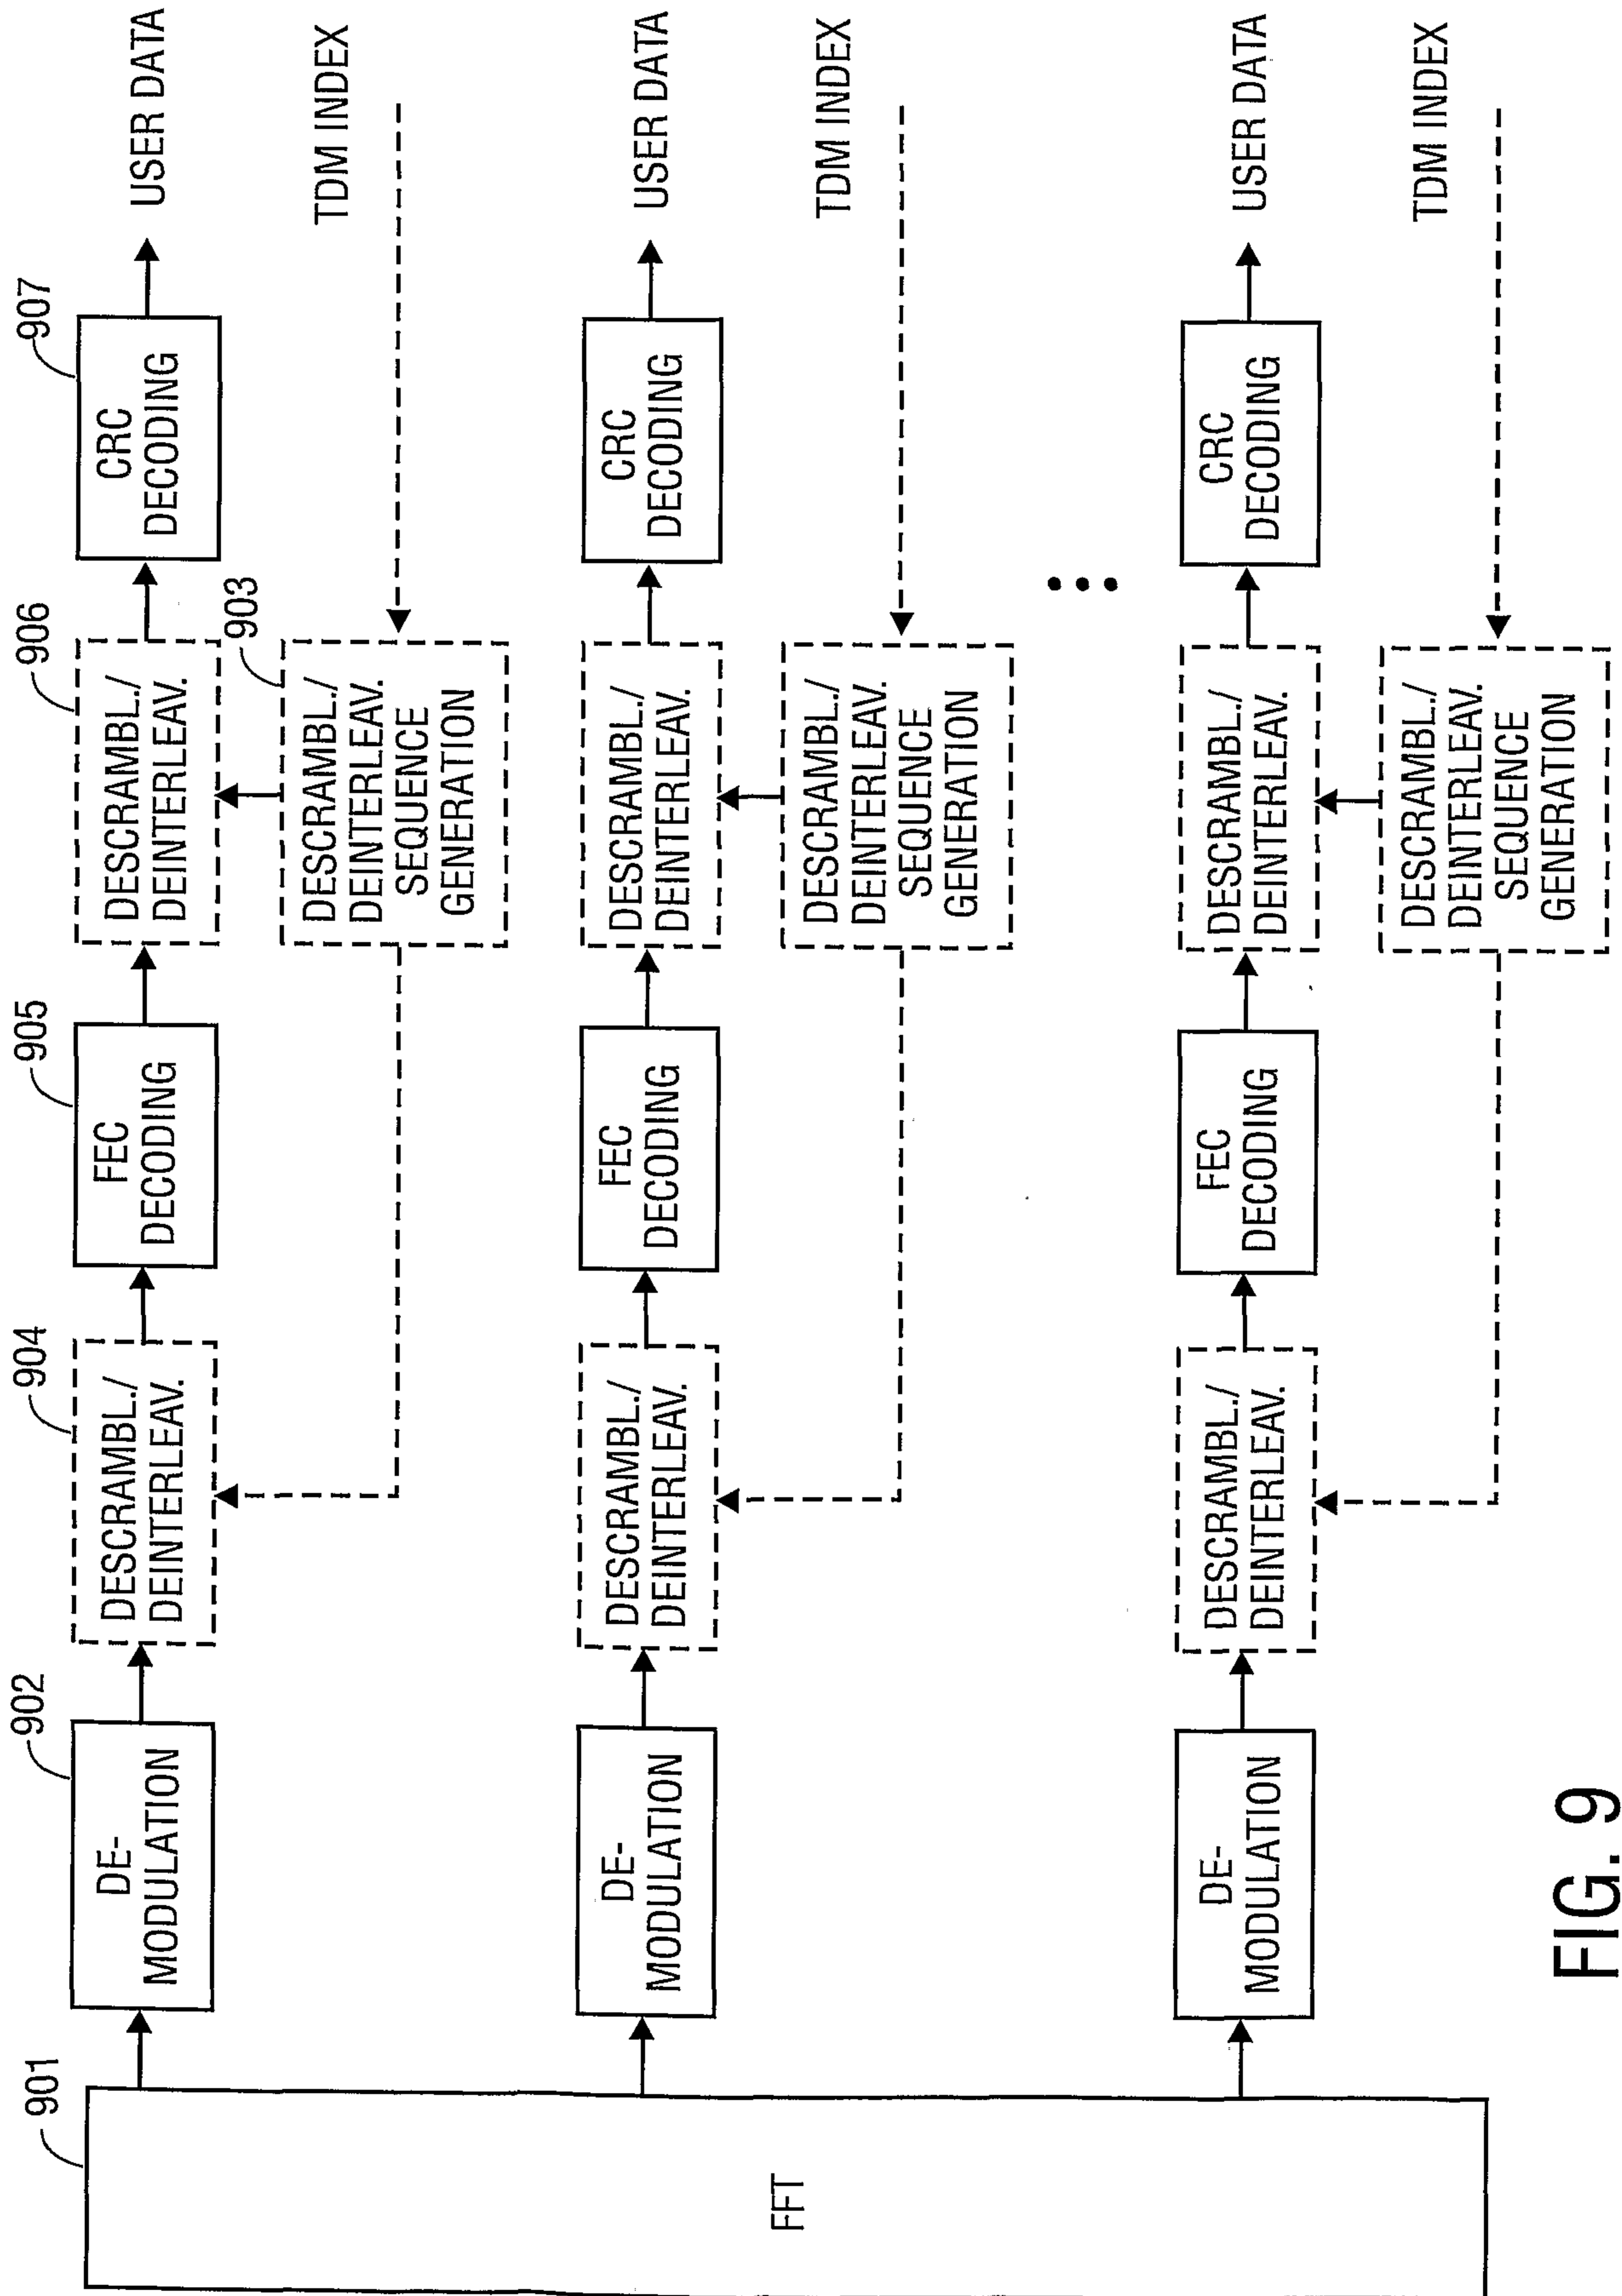 901
FFT
902
DE-
MODULATION
904
DESCRAMBL./
DEINTERLEAV.
905
FEC
DECODING
906
DESCRAMBL./
DEINTERLEAV.
907
CRC
DECODING
USER DATA
903
DESCRAMBL./
DEINTERLEAV.
SEQUENCE
GENERATION
TDM INDEX
DE-
MODULATION
DESCRAMBL./
DEINTERLEAV.
FEC
DECODING
DESCRAMBL./
DEINTERLEAV.
CRC
DECODING
USER DATA
DESCRAMBL./
DEINTERLEAV.
SEQUENCE
GENERATION
TDM INDEX
DE-
MODULATION
DESCRAMBL./
DEINTERLEAV.
FEC
DECODING
DESCRAMBL./
DEINTERLEAV.
CRC
DECODING
USER DATA
DESCRAMBL./
DEINTERLEAV.
SEQUENCE
GENERATION
TDM INDEX
FIG. 9